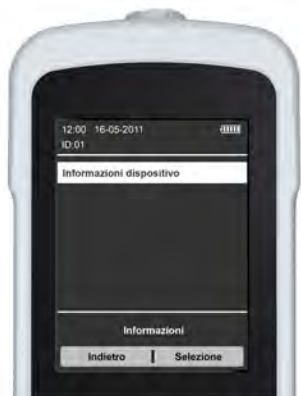 12:00 16-05-2011
ID:01
Informazioni dispositivo
Informazioni
Indietro | Selezione